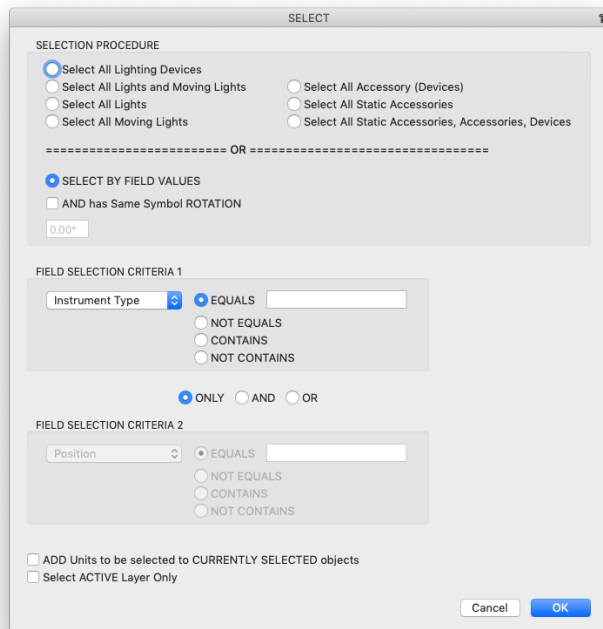 SELECT
SELECTION PROCEDURE
Select All Lighting Devices
Select All Lights and Moving Lights
Select All Accessory (Devices)
Select All Lights
Select All Static Accessories
Select All Moving Lights
Select All Static Accessories, Accessories, Devices
========================= OR =================================
SELECT BY FIELD VALUES
AND has Same Symbol ROTATION
0.00°
FIELD SELECTION CRITERIA 1
Instrument Type
EQUALS
NOT EQUALS
CONTAINS
NOT CONTAINS
ONLY
AND
OR
FIELD SELECTION CRITERIA 2
Position
EQUALS
NOT EQUALS
CONTAINS
NOT CONTAINS
ADD Units to be selected to CURRENTLY SELECTED objects
Select ACTIVE Layer Only
Cancel
OK